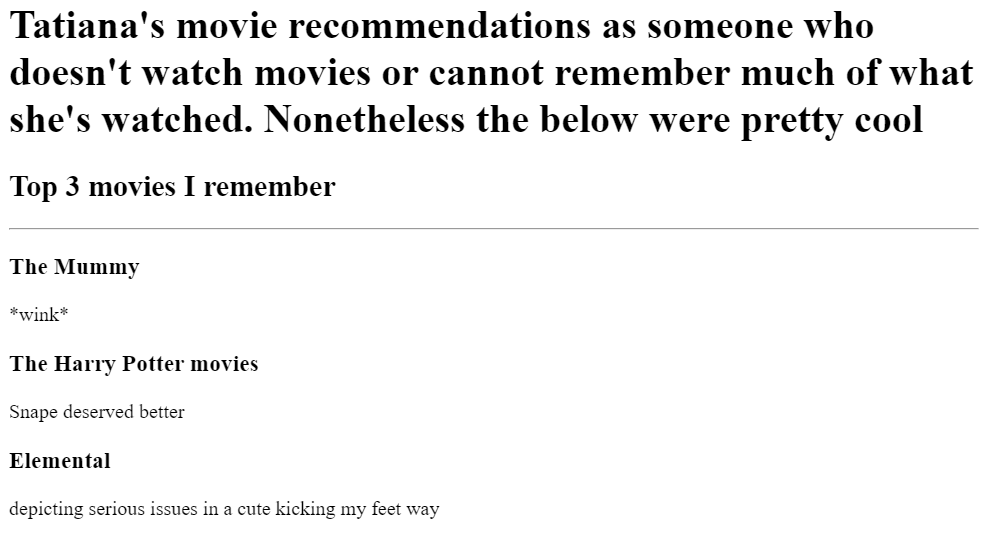 Tatiana's movie recommendations as someone who
doesn't watch movies or cannot remember much of what
she's watched. Nonetheless the below were pretty cool
Top 3 movies I remember
The Mummy
*wink*
The Harry Potter movies
Snape deserved better
Elemental
depicting serious issues in a cute kicking my feet way